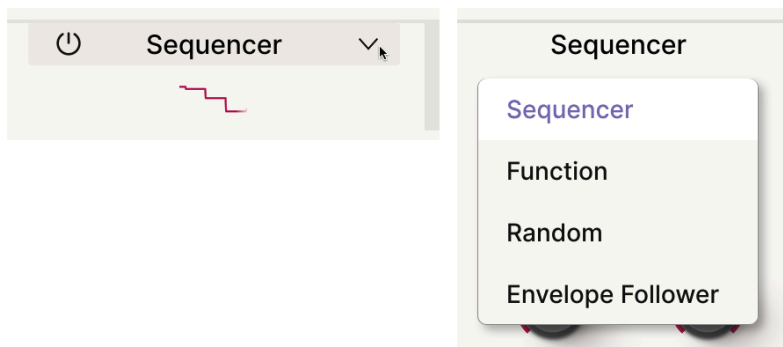 Sequencer
Sequencer
Sequencer
Function
Random
Envelope Follower